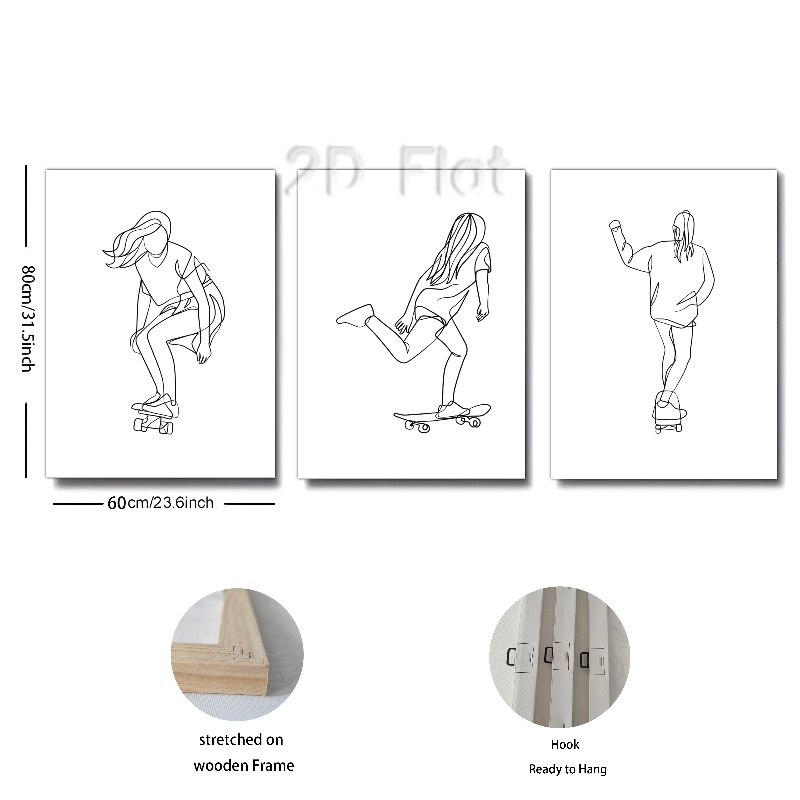 2D Flat
80cm/31.5inch
60cm/23.6inch
stretched on
wooden Frame
Hook
Ready to Hang